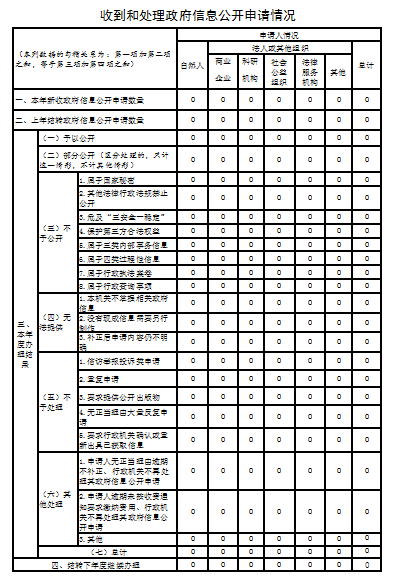 收到和处理政府信息公开申请情况
（本列数据的勾稽关系为：第一项加第二项
之和，等于第三项加第四项之和）
申请人情况
自然人
法人或其他组织
总计
商业
企业
科研
机构
社会
公益
组织
法律
服务
机构
其他
一、本年新收政府信息公开申请数量 0 0 0 0 0 0 0
二、上年结转政府信息公开申请数量 0 0 0 0 0 0 0
三、本年度办理结果
（一）予以公开 0 0 0 0 0 0 0
（二）部分公开（区分处理的，只计
这一情形，不计其他情形） 0 0 0 0 0 0 0
（三）不
予公开
1.属于国家秘密 0 0 0 0 0 0 0
2.其他法律行政法规禁止
公开 0 0 0 0 0 0 0
3.危及“三安全一稳定” 0 0 0 0 0 0 0
4.保护第三方合法权益 0 0 0 0 0 0 0
5.属于三类内部事务信息 0 0 0 0 0 0 0
6.属于四类过程性信息 0 0 0 0 0 0 0
7.属于行政执法案卷 0 0 0 0 0 0 0
8.属于行政查询事项 0 0 0 0 0 0 0
（四）无
法提供
1.本机关不掌握相关政府
信息 0 0 0 0 0 0 0
2.没有现成信息需要另行
制作 0 0 0 0 0 0 0
3.补正后申请内容仍不明
确 0 0 0 0 0 0 0
（五）不
予处理
1.信访举报投诉类申请 0 0 0 0 0 0 0
2.重复申请 0 0 0 0 0 0 0
3.要求提供公开出版物 0 0 0 0 0 0 0
4.无正当理由大量反复申
请 0 0 0 0 0 0 0
5.要求行政机关确认或重
新出具已获取信息 0 0 0 0 0 0 0
（六）其
他处理
1.申请人无正当理由逾期
不补正、行政机关不再处
理其政府信息公开申请 0 0 0 0 0 0 0
2.申请人逾期未按收费通
知要求缴纳费用、行政机
关不再处理其政府信息公
开申请 0 0 0 0 0 0 0
3.其他 0 0 0 0 0 0 0
（七）总计 0 0 0 0 0 0 0
四、结转下年度继续办理 0 0 0 0 0 0 0